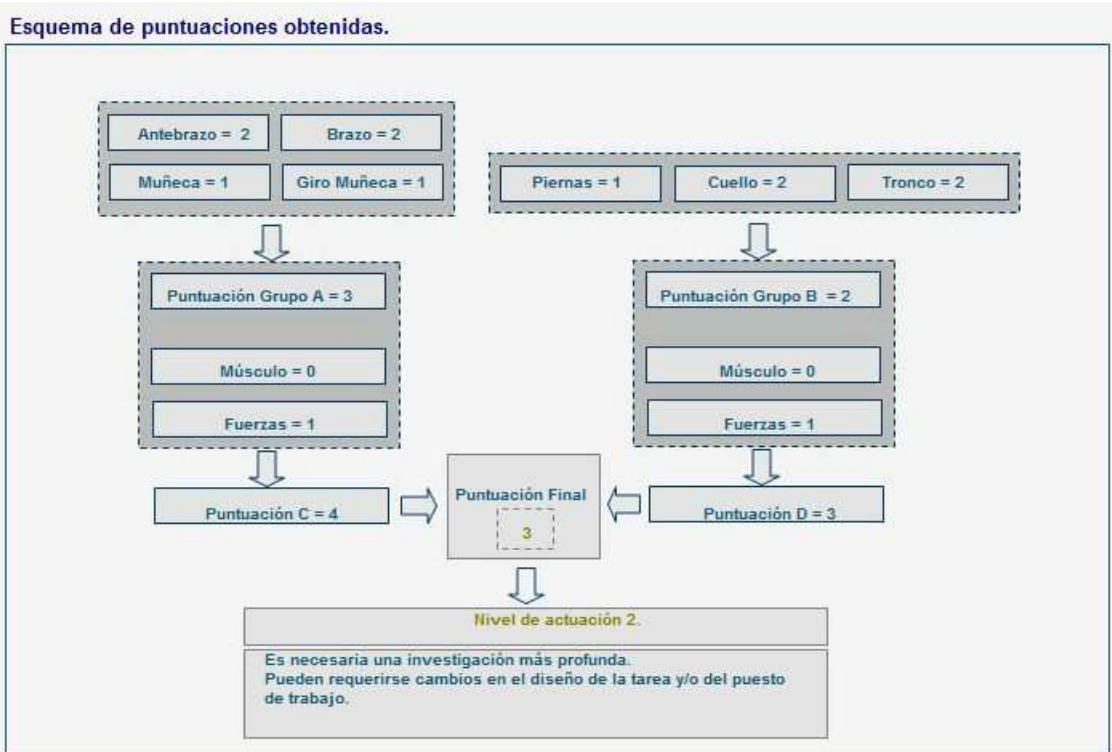 Esquema de puntuaciones obtenidas.
Antebrazo = 2
Brazo = 2
Muñeca = 1
Giro Muñeca = 1
Piernas = 1
Cuello = 2
Tronco = 2
Puntuación Grupo A = 3
Músculo = 0
Fuerzas = 1
Puntuación C = 4
Puntuación Grupo B = 2
Músculo = 0
Fuerzas = 1
Puntuación D = 3
Puntuación Final
3
Nivel de actuación 2.
Es necesaria una investigación más profunda.
Pueden requerirse cambios en el diseño de la tarea y/o del puesto
de trabajo.